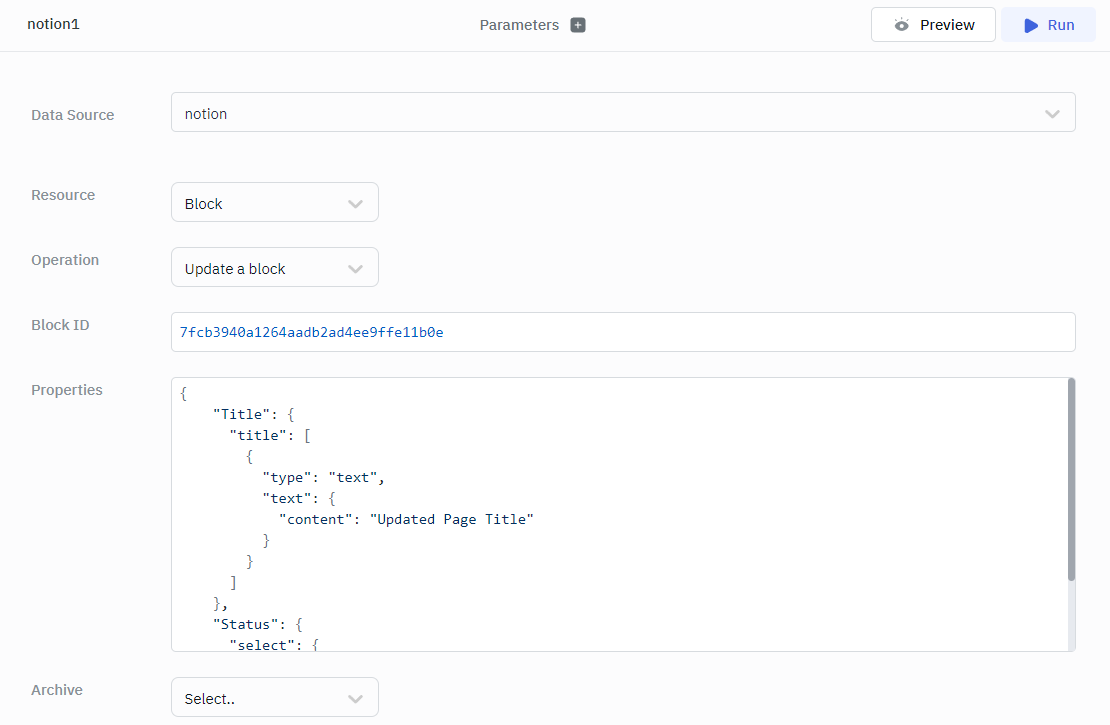 notion1
Parameters
Preview
Run
Data Source
notion
Resource
Block
Operation
Update a block
Block ID
7fcb3940a1264aadb2ad4ee9ffe11b0e
Properties
{
    "Title": {
      "title": [
        {
          "type": "text",
          "text": {
            "content": "Updated Page Title"
          }
        }
      ]
    },
    "Status": {
      "select": {
Archive
Select..